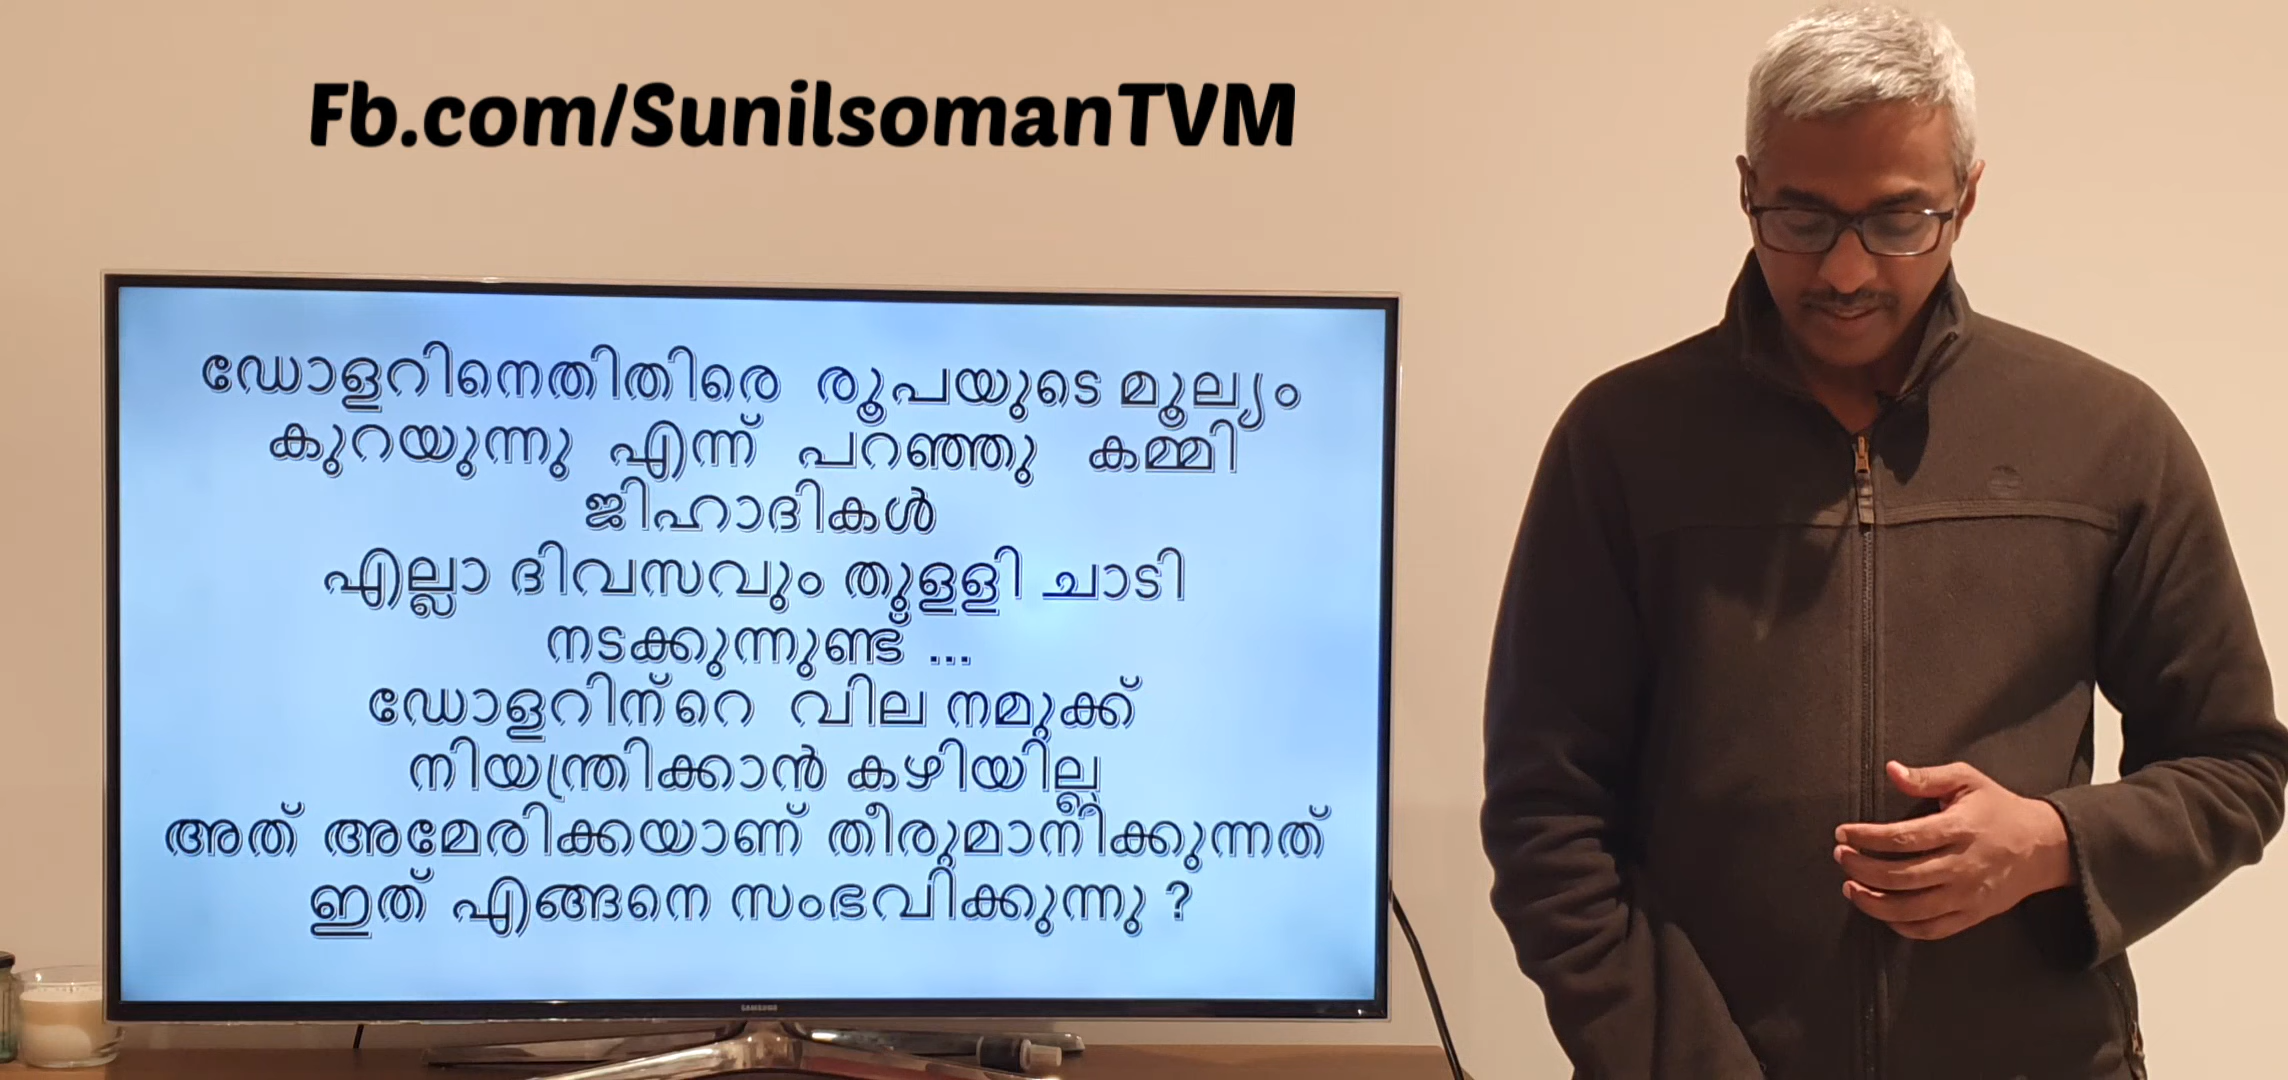 Fb.com/SunilsomanTVM
ഡോളറിനെതിതിരെ രൂപയുടെ മൂല്യം
കുറയുന്നു എന്ന് പറഞ്ഞു കമ്മി
ജിഹാദികൾ
എല്ലാ ദിവസവും തൂള്ളി ചാടി
നടക്കുന്നുണ്ട് ...
ഡോളറിന്റെ വില നമുക്ക്
നിയന്ത്രിക്കാൻ കഴിയില്ല
അത് അമേരിക്കയാണ് തീരുമാനിക്കുന്നത്
ഇത് എങ്ങനെ സംഭവിക്കുന്നു ?
SAMSUNG